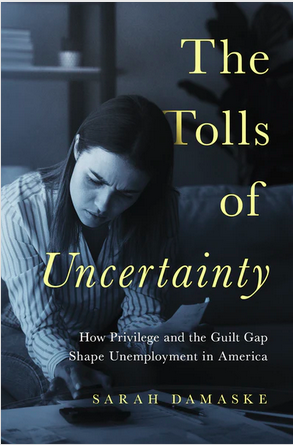 The
Tolls
of
Uncertainty
How Privilege and the Guilt Gap
Shape Unemployment in America
SARAH DAMASKE